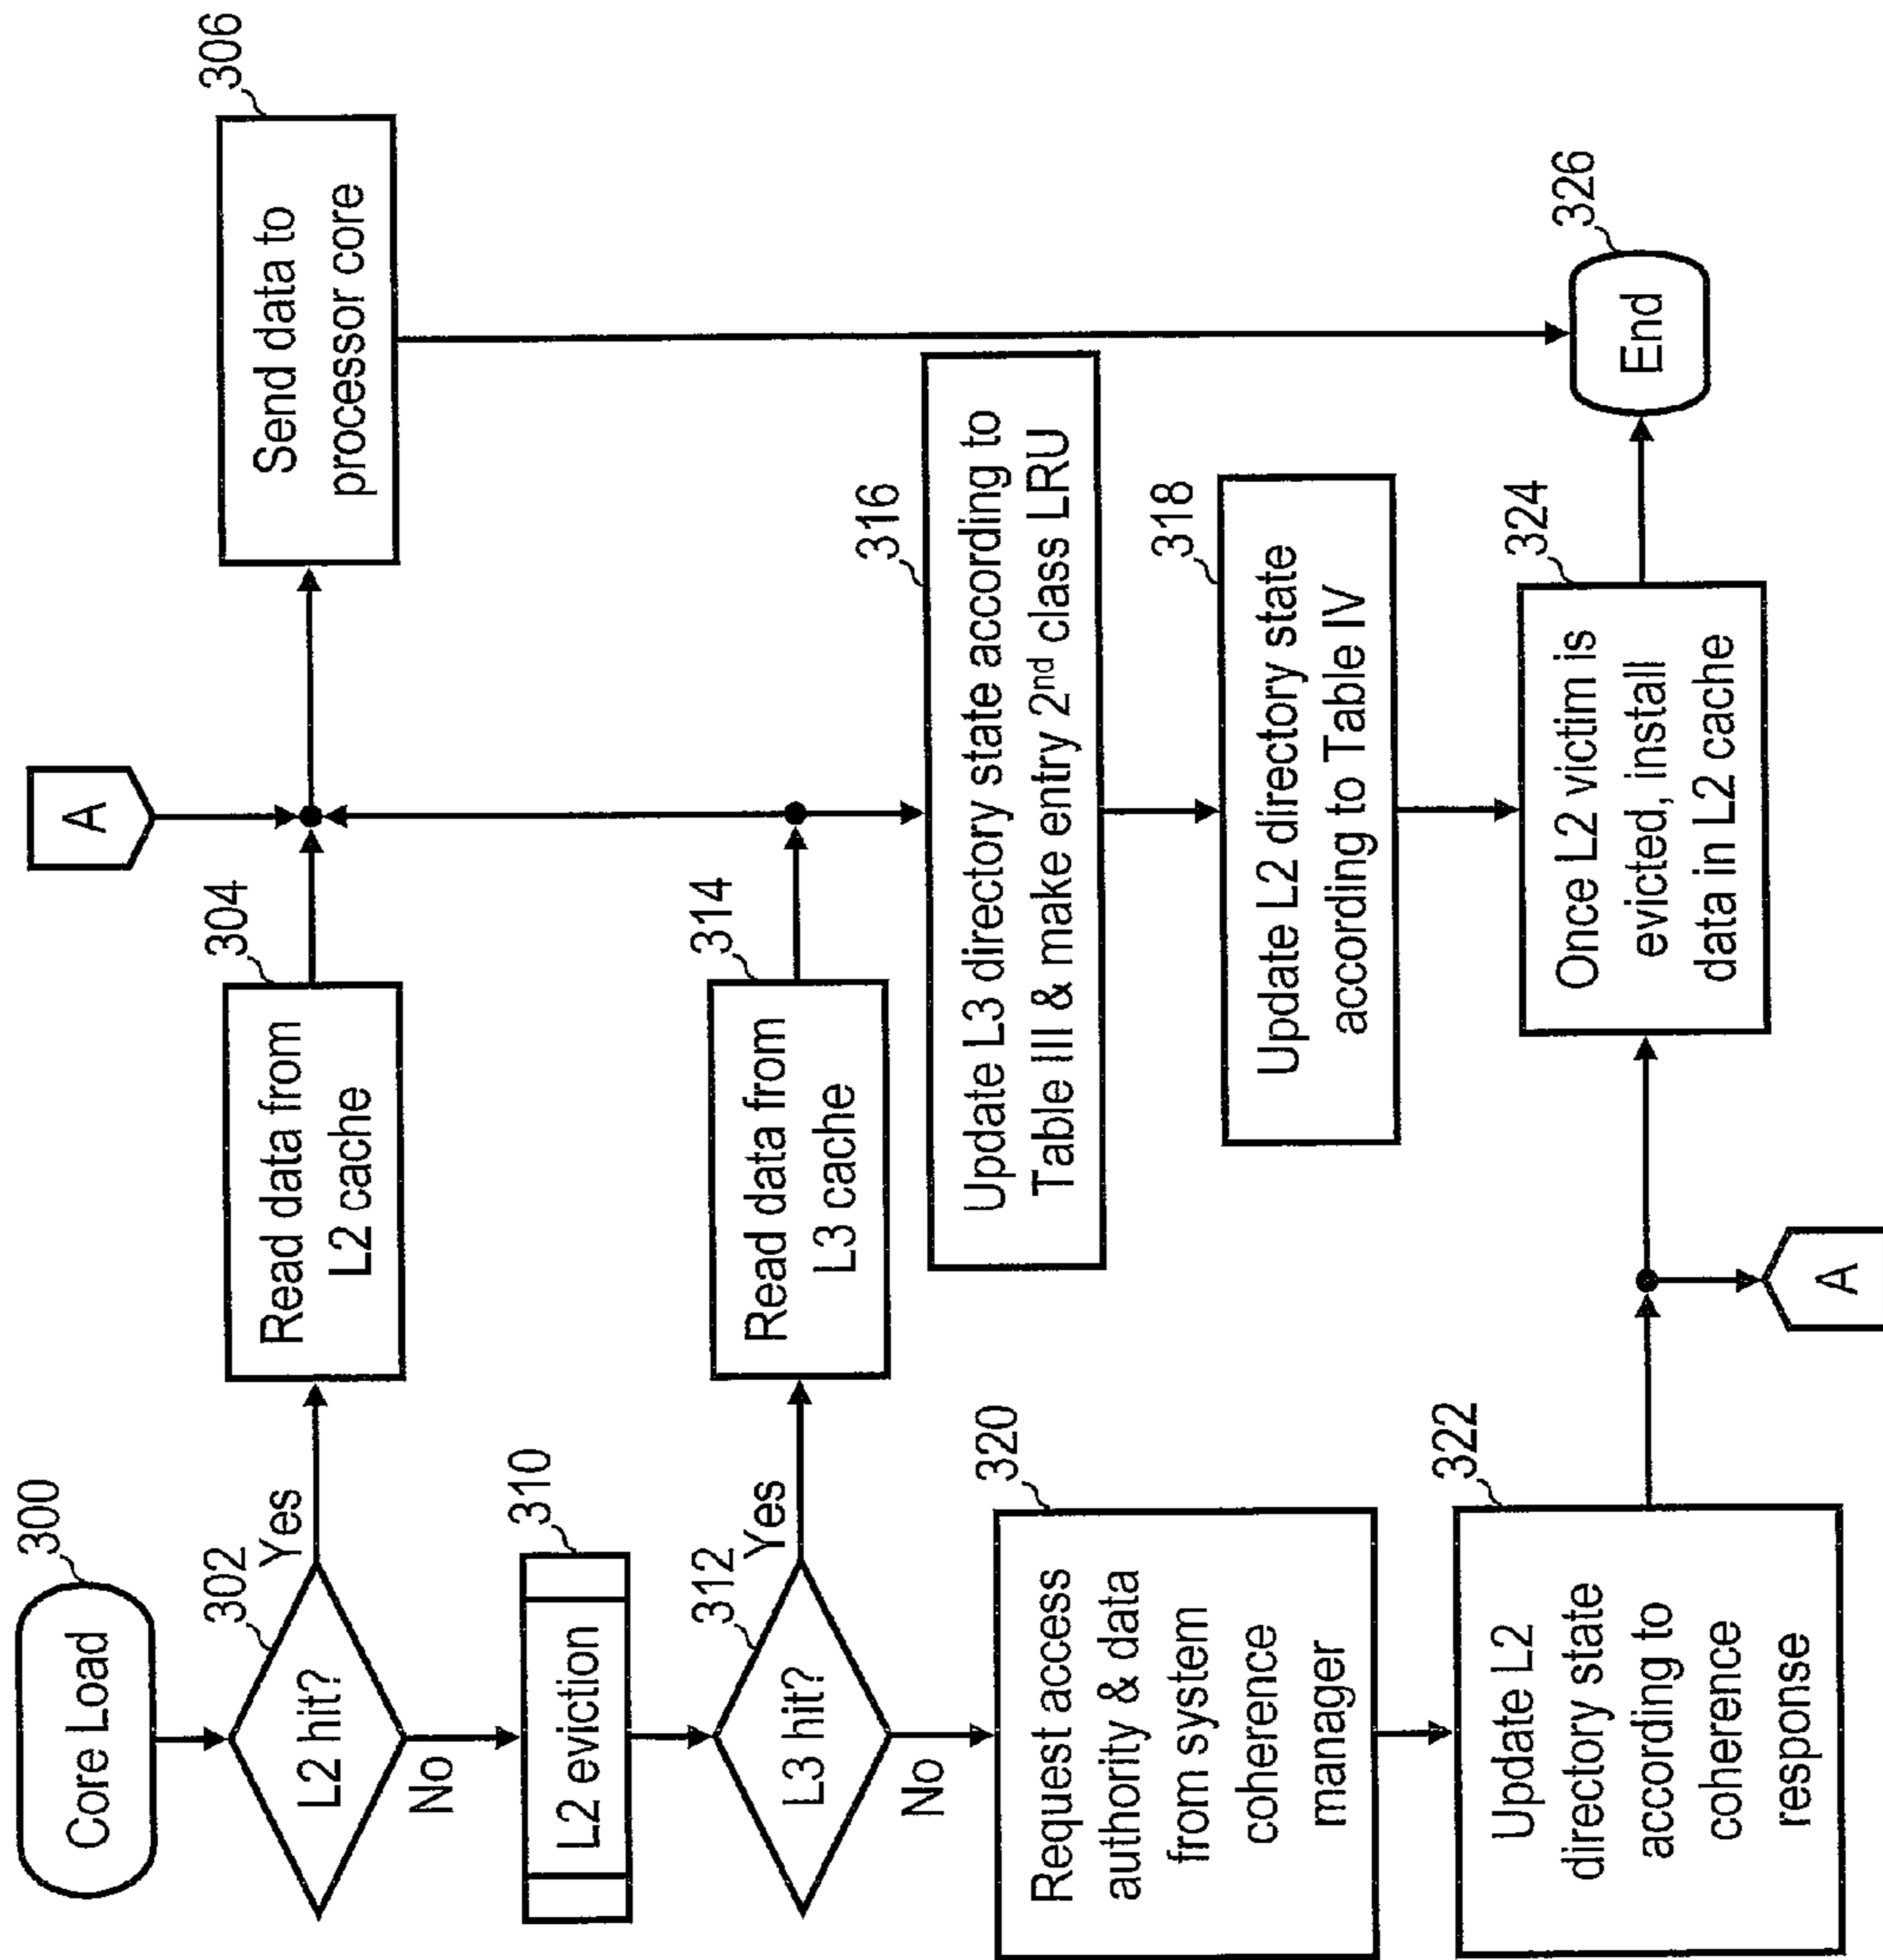 300
Core Load
302
L2 hit?
Yes
No
304
Read data from
L2 cache
A
306
Send data to
processor core
310
L2 eviction
312
L3 hit?
Yes
No
314
Read data from
L3 cache
316
Update L3 directory state according to
Table III & make entry 2nd class LRU
318
Update L2 directory state
according to Table IV
320
Request access
authority & data
from system
coherence
manager
322
Update L2
directory state
according to
coherence
response
A
324
Once L2 victim is
evicted, install
data in L2 cache
326
End